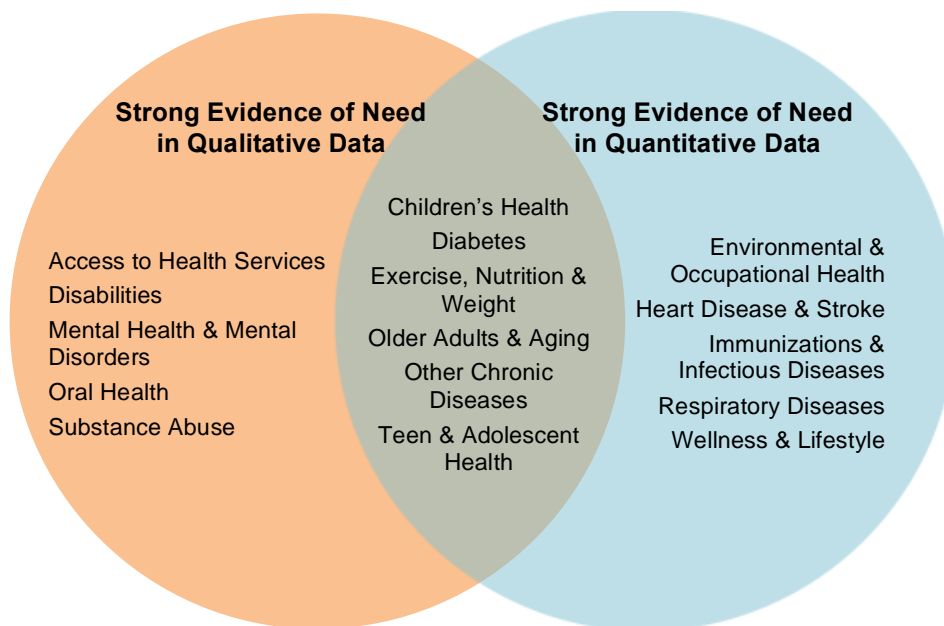 Strong Evidence of Need
in Qualitative Data
Access to Health Services
Disabilities
Mental Health & Mental
Disorders
Oral Health
Substance Abuse
Children’s Health
Diabetes
Exercise, Nutrition &
Weight
Older Adults & Aging
Other Chronic
Diseases
Teen & Adolescent
Health
Strong Evidence of Need
in Quantitative Data
Environmental &
Occupational Health
Heart Disease & Stroke
Immunizations &
Infectious Diseases
Respiratory Diseases
Wellness & Lifestyle